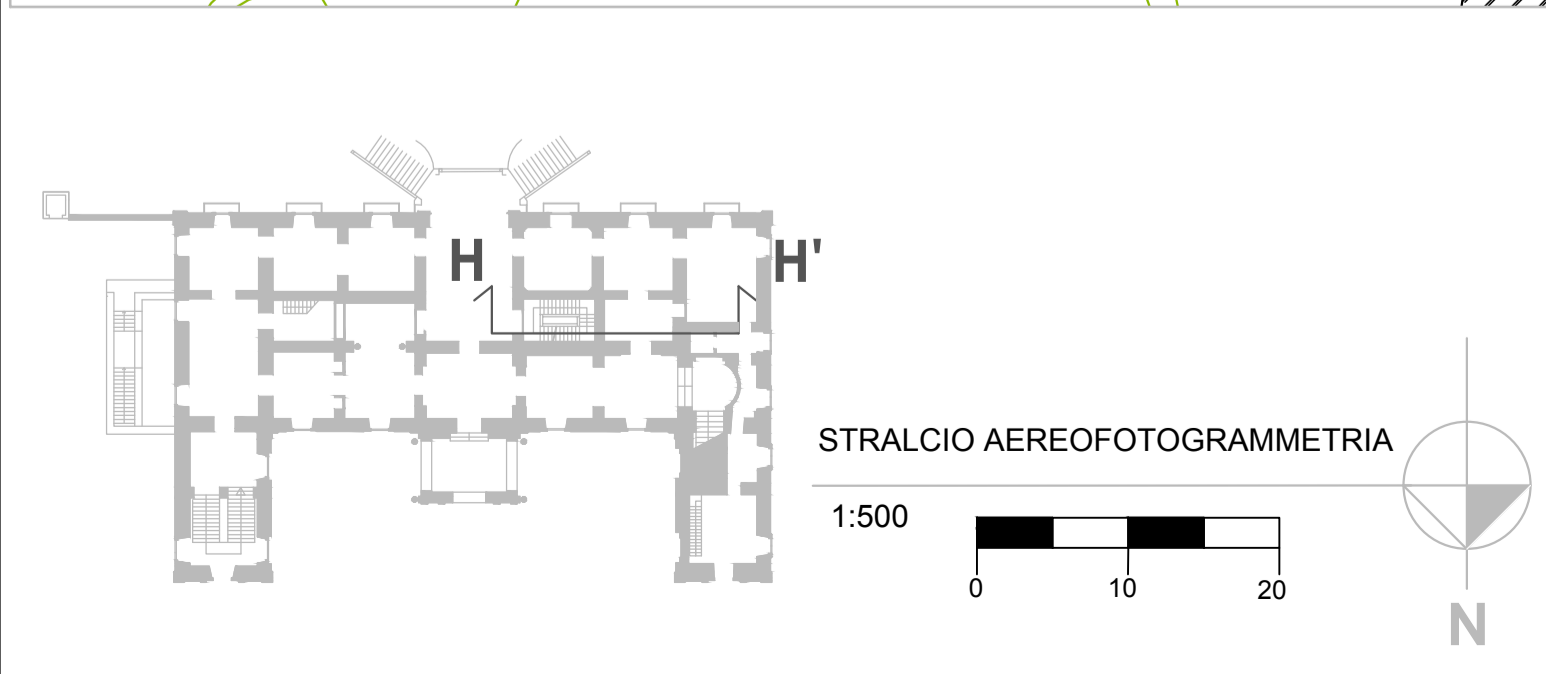 H H'
STRALCIO AEREOFOTOGRAMMETRIA
1:500
0 10 20
N